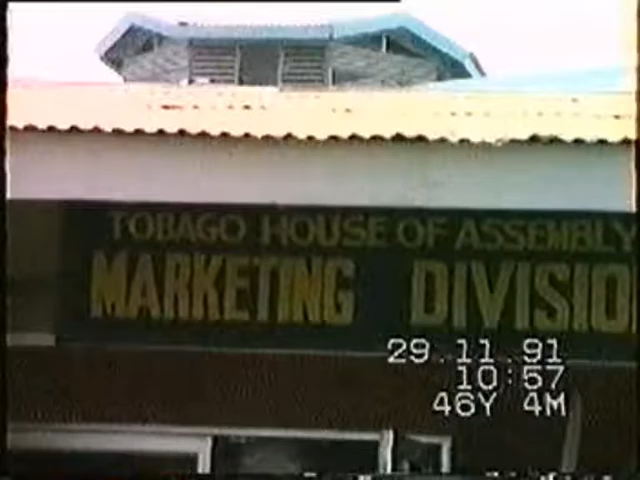 TOBAGO HOUSE OF ASSEMBLY
MARKETING DIVISIO
29.11.91
10:57
46Y 4M